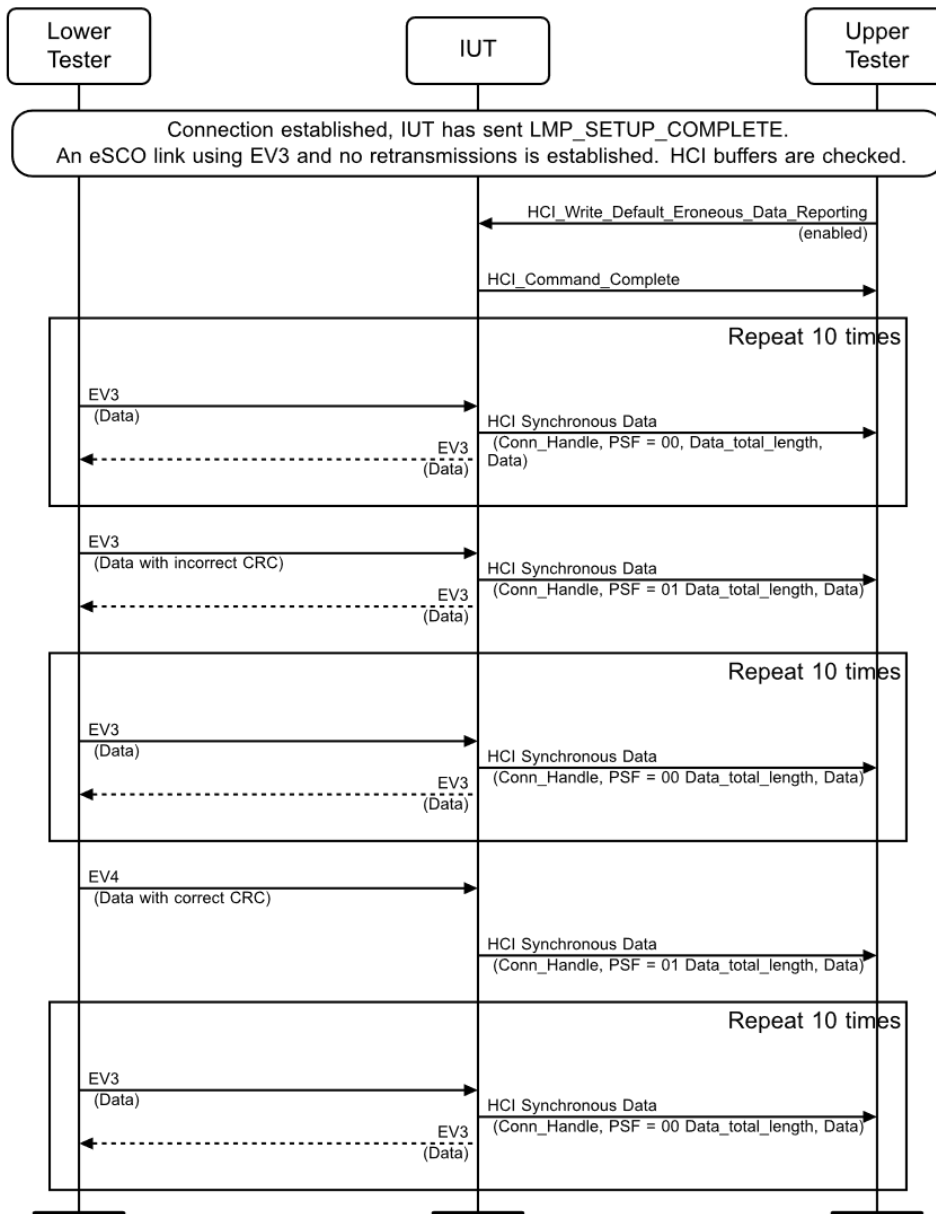 Lower
Tester
IUT
Upper
Tester
Connection established, IUT has sent LMP_SETUP_COMPLETE.
An eSCO link using EV3 and no retransmissions is established. HCI buffers are checked.
HCI_Write_Default_Eroneous_Data_Reporting
(enabled)
HCI_Command_Complete
Repeat 10 times
EV3
(Data)
HCI Synchronous Data
(Conn_Handle, PSF = 00, Data_total_length,
Data)
EV3
(Data)
EV3
(Data with incorrect CRC)
HCI Synchronous Data
(Conn_Handle, PSF = 01 Data_total_length, Data)
EV3
(Data)
Repeat 10 times
EV3
(Data)
HCI Synchronous Data
(Conn_Handle, PSF = 00 Data_total_length, Data)
EV3
(Data)
EV4
(Data with correct CRC)
HCI Synchronous Data
(Conn_Handle, PSF = 01 Data_total_length, Data)
Repeat 10 times
EV3
(Data)
HCI Synchronous Data
(Conn_Handle, PSF = 00 Data_total_length, Data)
EV3
(Data)